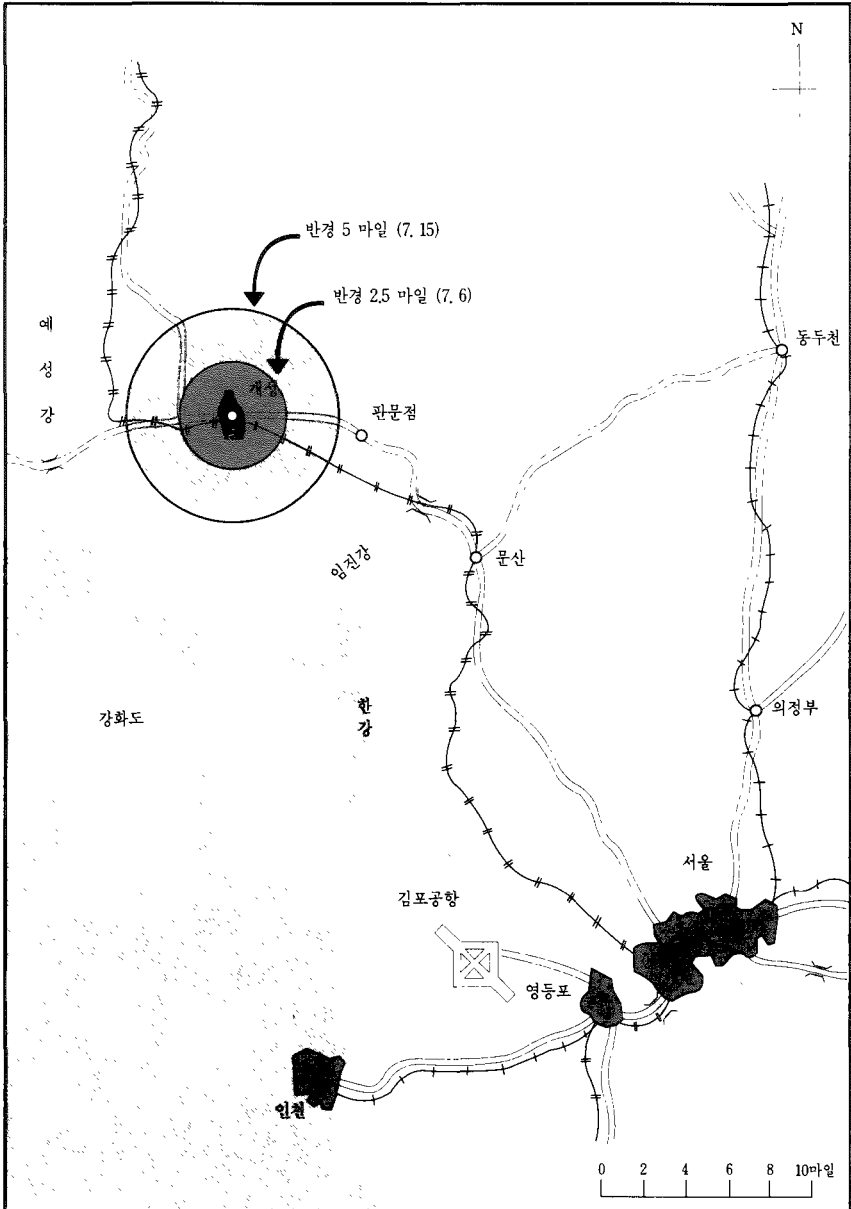 N
반경 5 마일 (7. 15)
반경 2.5 마일 (7. 6)
예성강
개성
판문점
동두천
임진강
문산
강화도
한강
의정부
서울
김포공항
영등포
인천
0 2 4 6 8 10마일